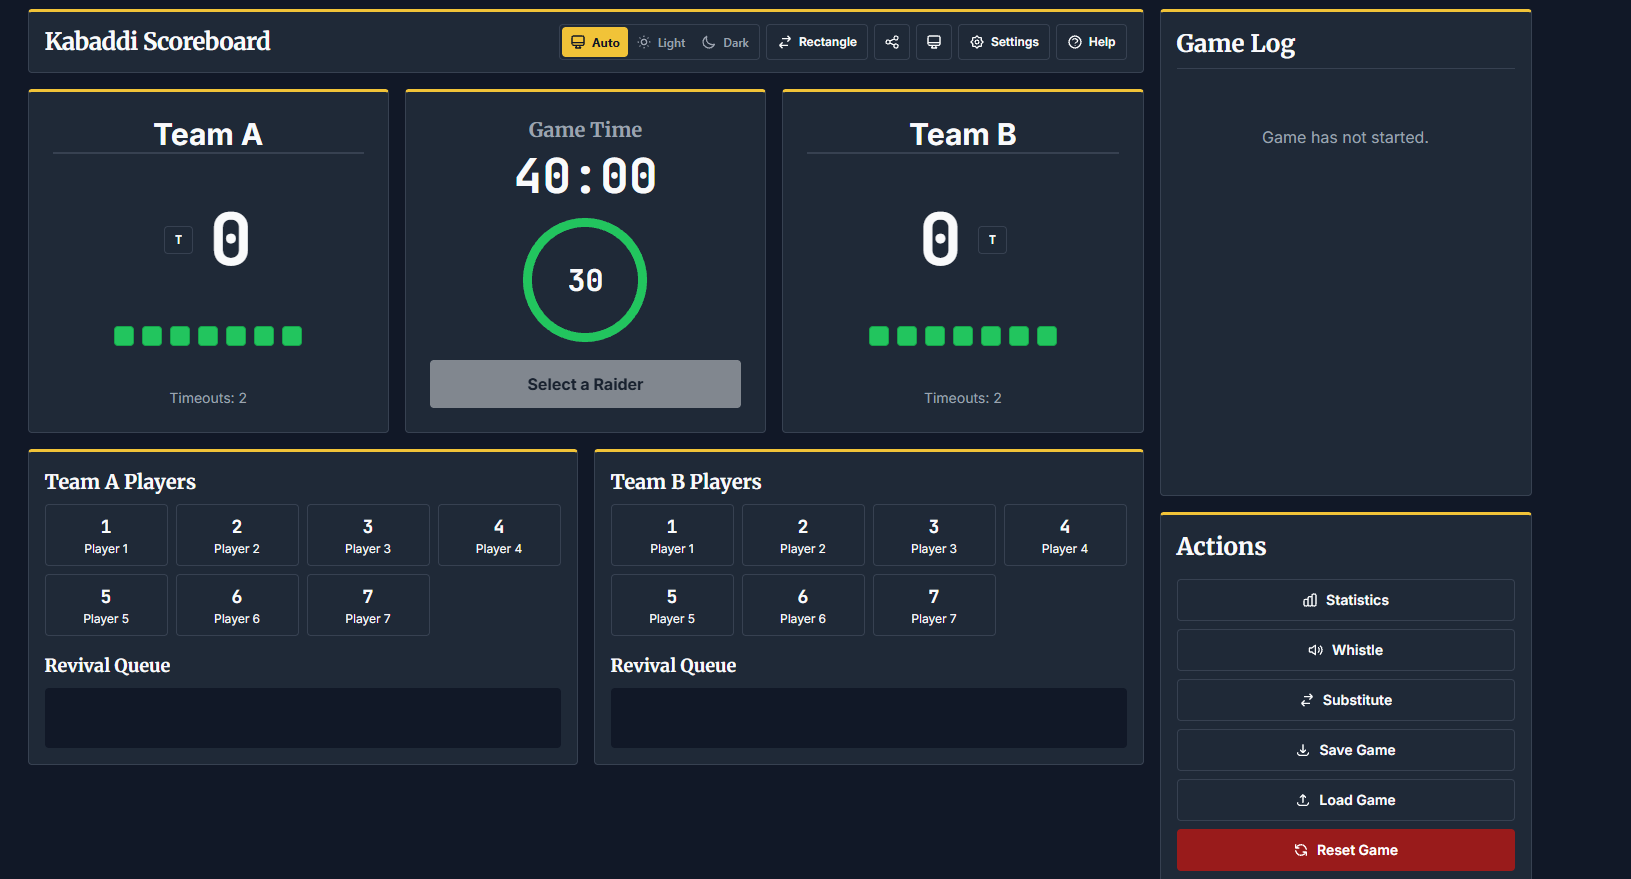 Kabaddi Scoreboard
Auto
Light
Dark
Rectangle
Settings
Help
Team A
T
0
Timeouts: 2
Game Time
40:00
30
Select a Raider
Team B
0
T
Timeouts: 2
Team A Players
1
Player 1
2
Player 2
3
Player 3
4
Player 4
5
Player 5
6
Player 6
7
Player 7
Revival Queue
Team B Players
1
Player 1
2
Player 2
3
Player 3
4
Player 4
5
Player 5
6
Player 6
7
Player 7
Revival Queue
Game Log
Game has not started.
Actions
Statistics
Whistle
Substitute
Save Game
Load Game
Reset Game